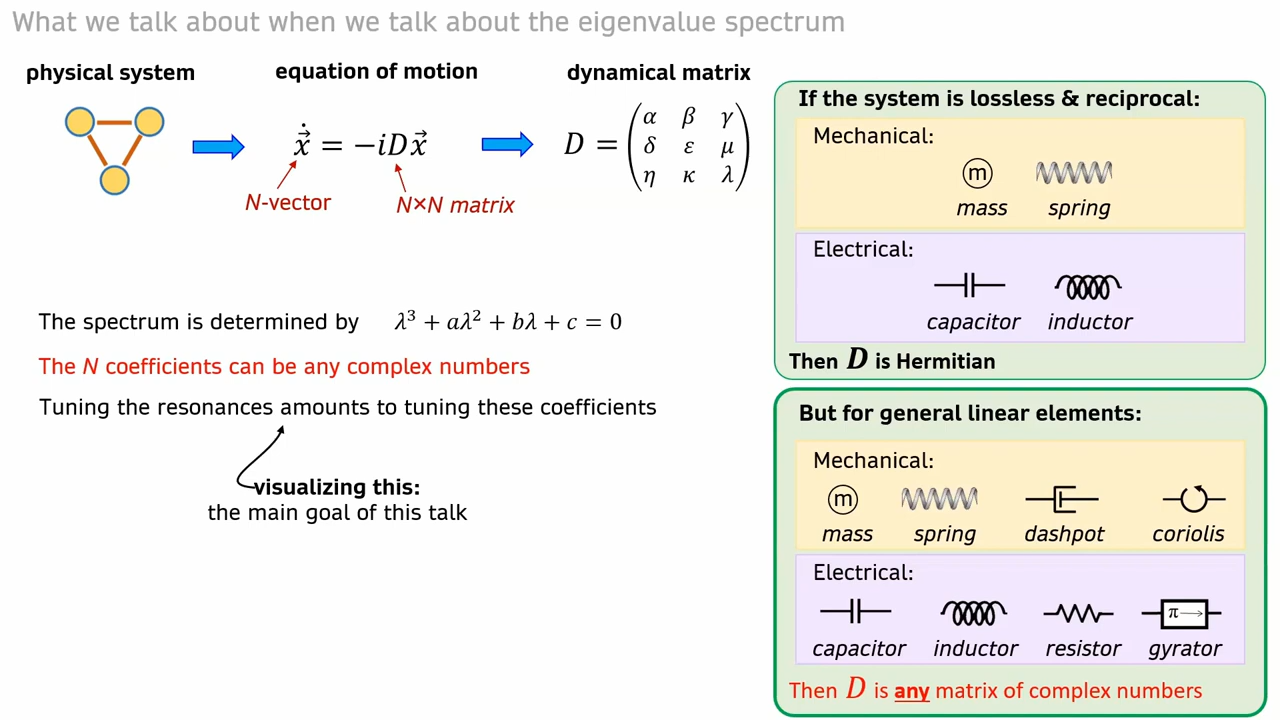 What we talk about when we talk about the eigenvalue spectrum
physical system
equation of motion
dynamical matrix
ẋ⃗ = −iDx⃗
N-vector
N×N matrix
D = (α β γ
δ ε μ
η κ λ)
The spectrum is determined by λ³ + aλ² + bλ + c = 0
The N coefficients can be any complex numbers
Tuning the resonances amounts to tuning these coefficients
visualizing this:
the main goal of this talk
If the system is lossless & reciprocal:
Mechanical:
m
mass spring
Electrical:
capacitor inductor
Then D is Hermitian
But for general linear elements:
Mechanical:
m
mass spring dashpot coriolis
Electrical:
π→
capacitor inductor resistor gyrator
Then D is any matrix of complex numbers